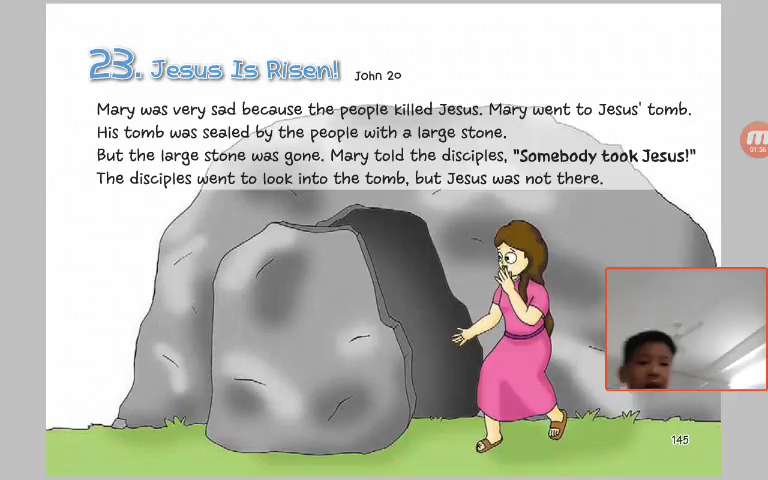 23. Jesus Is Risen! John 20
Mary was very sad because the people killed Jesus. Mary went to Jesus' tomb.
His tomb was sealed by the people with a large stone.
But the large stone was gone. Mary told the disciples, "Somebody took Jesus!"
The disciples went to look into the tomb, but Jesus was not there.
M
01:56
145